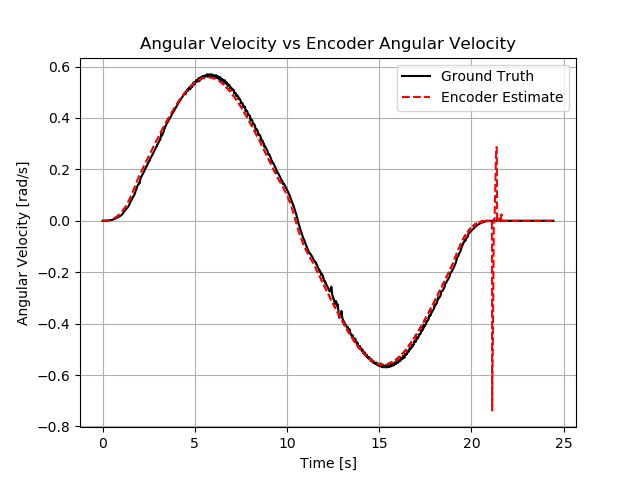 Angular Velocity vs Encoder Angular Velocity
Ground Truth
Encoder Estimate
Angular Velocity [rad/s]
0.6
0.4
0.2
0.0
−0.2
−0.4
−0.6
−0.8
0 5 10 15 20 25
Time [s]